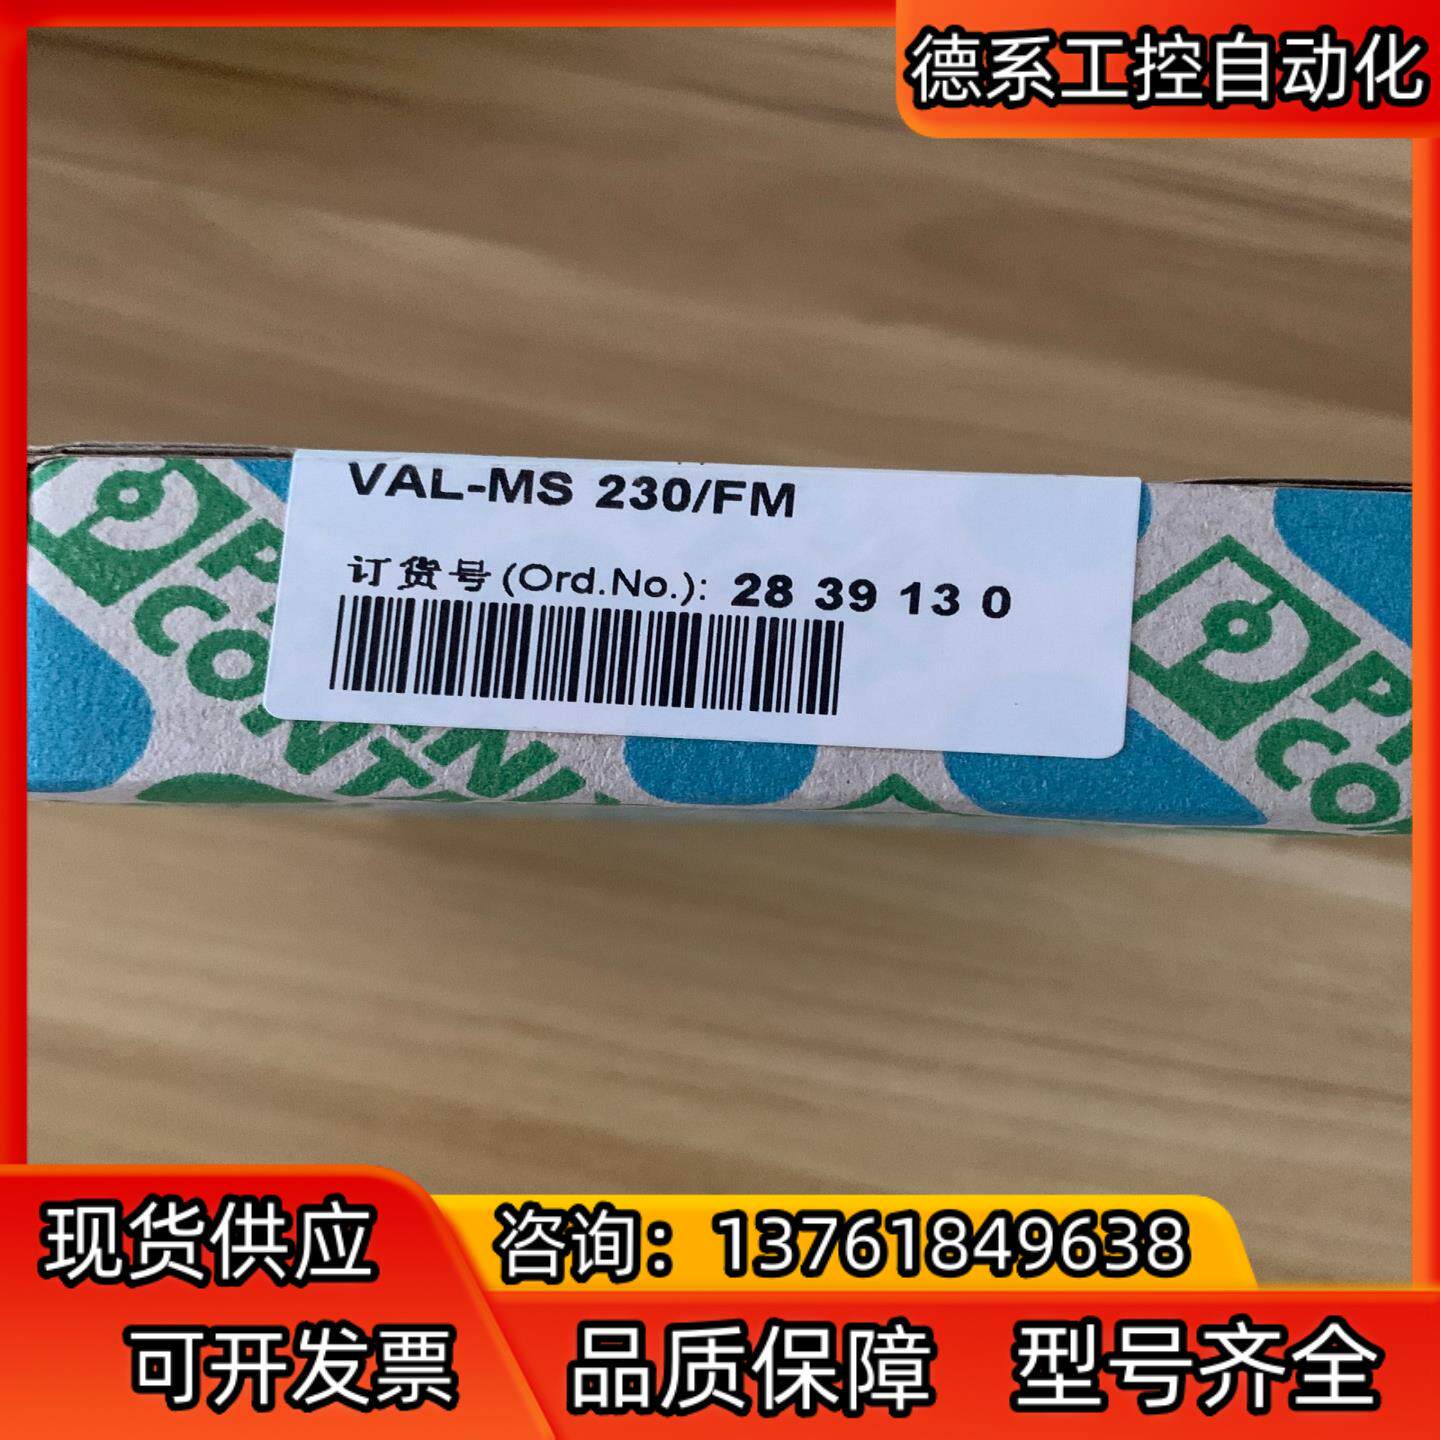 德系工控自动化
VAL-MS 230/FM
订货号(Ord.No.): 28 39 13 0
现货供应
咨询：13761849638
可开发票
品质保障
型号齐全